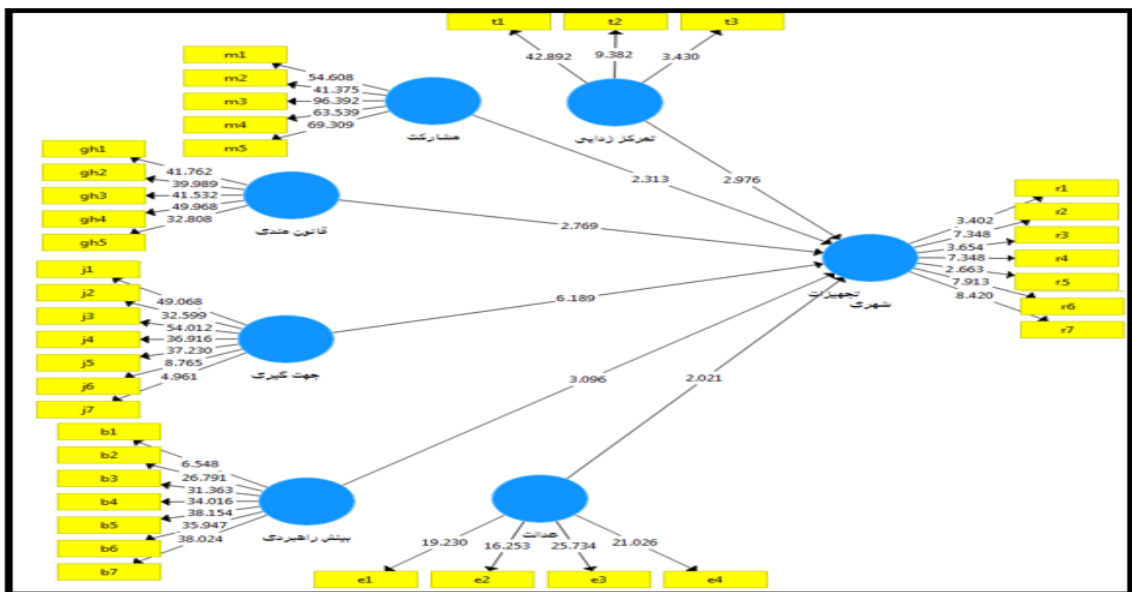 t1
t2
t3
42.892
9.382
3.430
تمرکز زدایی
m1
m2
m3
m4
m5
54.608
41.375
96.392
63.539
69.309
مشارکت
gh1
gh2
gh3
gh4
gh5
41.762
39.989
41.532
49.968
32.808
قانون مندی
j1
j2
j3
j4
j5
j6
j7
49.068
32.599
54.012
36.916
37.230
8.765
4.961
جهت گیری
b1
b2
b3
b4
b5
b6
b7
6.548
26.791
31.363
34.016
38.154
35.947
38.024
بینش راهبردی
e1
e2
e3
e4
19.230
16.253
25.734
21.026
عدالت
2.313
2.976
2.769
6.189
3.096
2.021
تجهیزات
شهری
3.402
7.348
3.654
7.348
2.663
7.913
8.420
r1
r2
r3
r4
r5
r6
r7